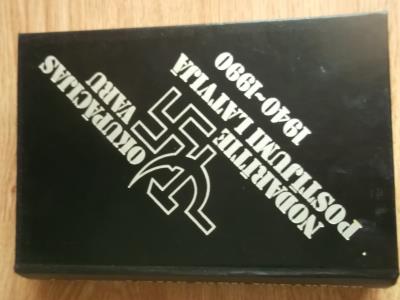 OKUPĀCIJAS
VARU
NODARĪTIE
POSTĪJUMI LATVIJĀ
1940-1990